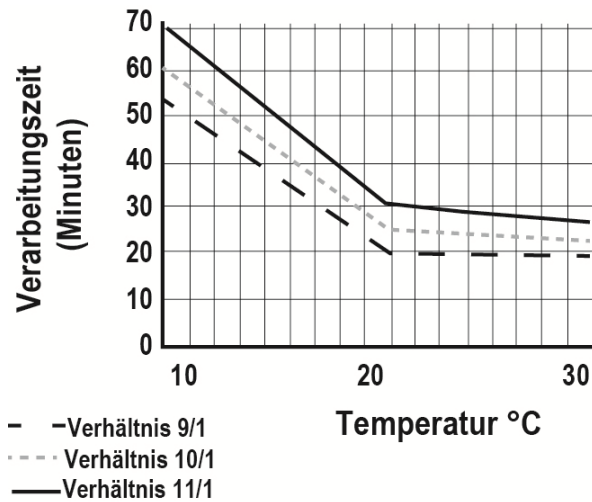 70
60
50
40
30
20
10
0
Verarbeitungszeit
(Minuten)
10 20 30
Temperatur °C
Verhältnis 9/1
Verhältnis 10/1
Verhältnis 11/1